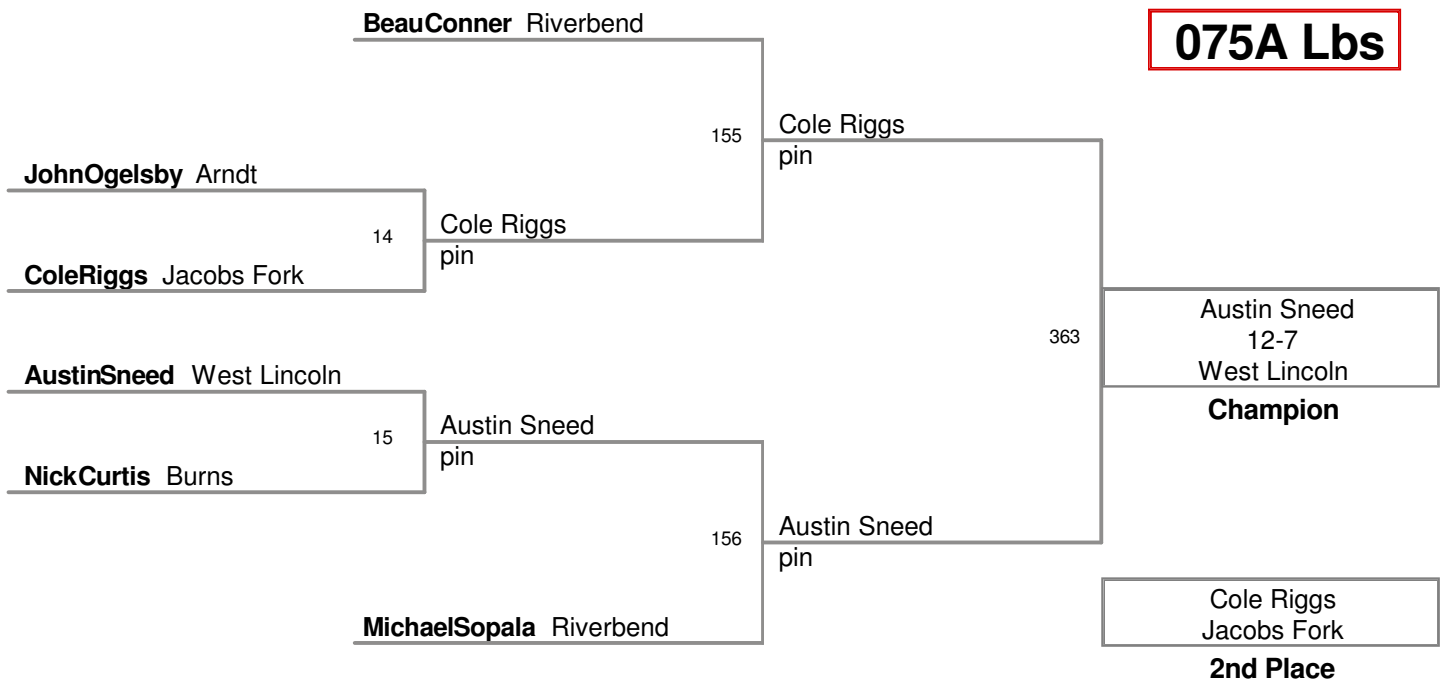 BeauConner Riverbend
075A Lbs
155
Cole Riggs
pin
JohnOgelsby Arndt
14
Cole Riggs
pin
ColeRiggs Jacobs Fork
363
Austin Sneed
12-7
West Lincoln
Champion
AustinSneed West Lincoln
15
Austin Sneed
pin
NickCurtis Burns
156
Austin Sneed
pin
MichaelSopala Riverbend
Cole Riggs
Jacobs Fork
2nd Place